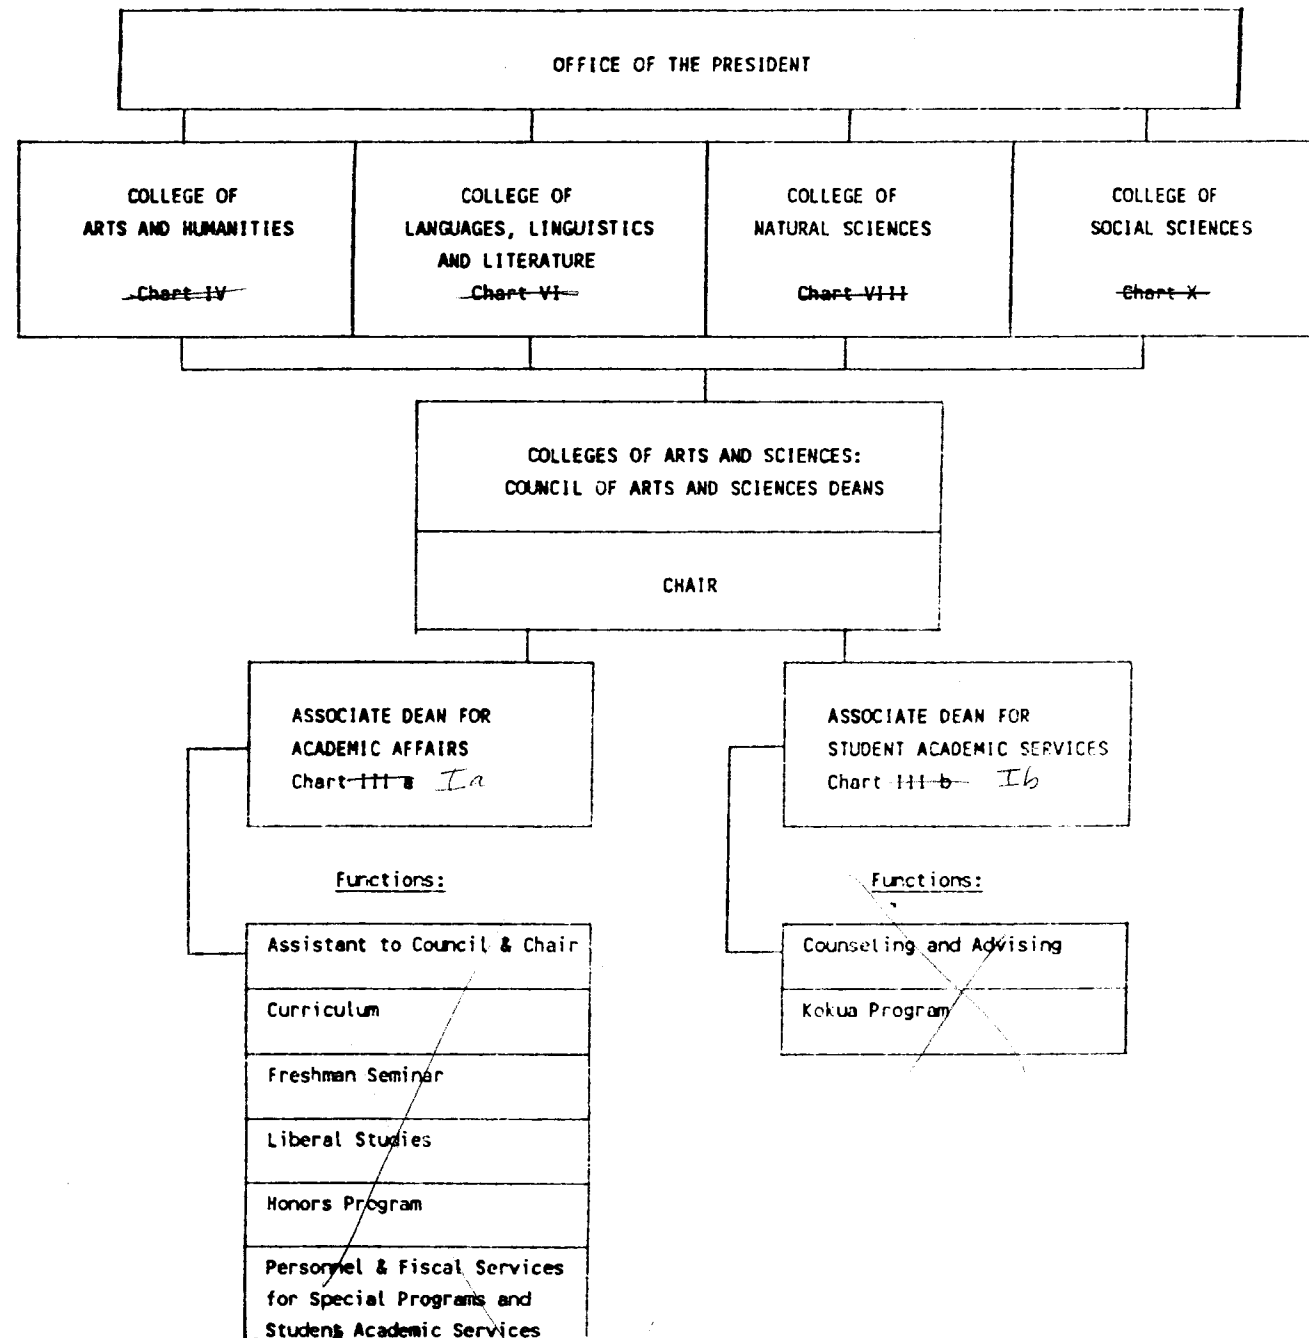 OFFICE OF THE PRESIDENT
COLLEGE OF
ARTS AND HUMANITIES
Chart IV
COLLEGE OF
LANGUAGES, LINGUISTICS
AND LITERATURE
Chart VI
COLLEGE OF
NATURAL SCIENCES
Chart VIII
COLLEGE OF
SOCIAL SCIENCES
Chart X
COLLEGES OF ARTS AND SCIENCES:
COUNCIL OF ARTS AND SCIENCES DEANS
CHAIR
ASSOCIATE DEAN FOR
ACADEMIC AFFAIRS
Chart III a Ia
Functions:
Assistant to Council & Chair
Curriculum
Freshman Seminar
Liberal Studies
Honors Program
Personnel & Fiscal Services
for Special Programs and
Student Academic Services
ASSOCIATE DEAN FOR
STUDENT ACADEMIC SERVICES
Chart III b Ib
Functions:
Counseling and Advising
Kokua Program